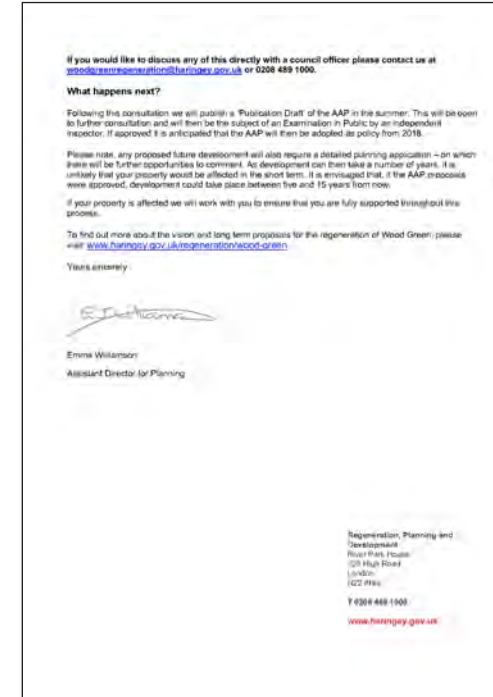 If you would like to discuss any of this directly with a council officer please contact us at
woodgreenregeneration@haringey.gov.uk or 0208 489 1000.
What happens next?
Following this consultation we will publish a 'Publication Draft' of the AAP in the summer. This will be open
to further consultation and will then be the subject of an Examination in Public by an independent
inspector. If approved it is anticipated that the AAP will then be adopted as policy from 2018.
Please note, any proposed future development will also require a detailed planning application – on which
there will be further opportunities to comment. As development can then take a number of years, it is
unlikely that your property would be affected in the short term. It is envisaged that, if the AAP proposals
were approved, development could take place between five and 15 years from now.
If your property is affected we will work with you to ensure that you are fully supported throughout this
process.
To find out more about the vision and long term proposals for the regeneration of Wood Green, please
visit www.haringey.gov.uk/regeneration/wood-green
Yours sincerely
Emma Williamson
Assistant Director for Planning
Regeneration, Planning and
Development
River Park House
225 High Road
London
N22
T 0208 489 1000
www.haringey.gov.uk